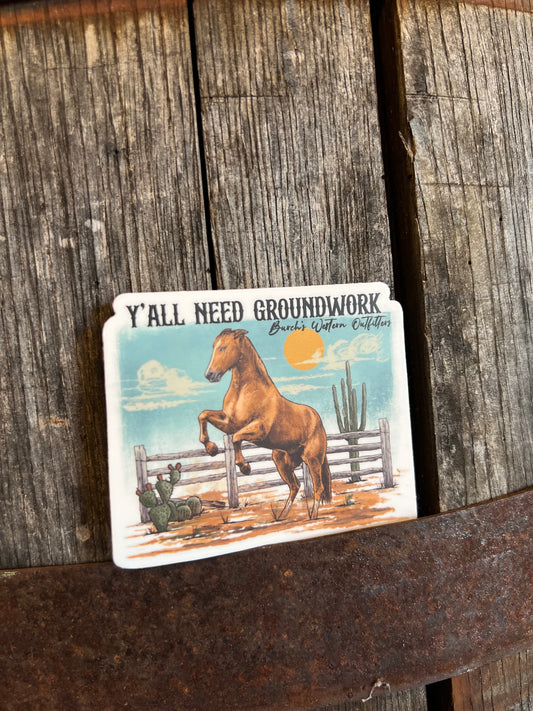 Y'ALL NEED GROUNDWORK
Burch's Western Outfitters